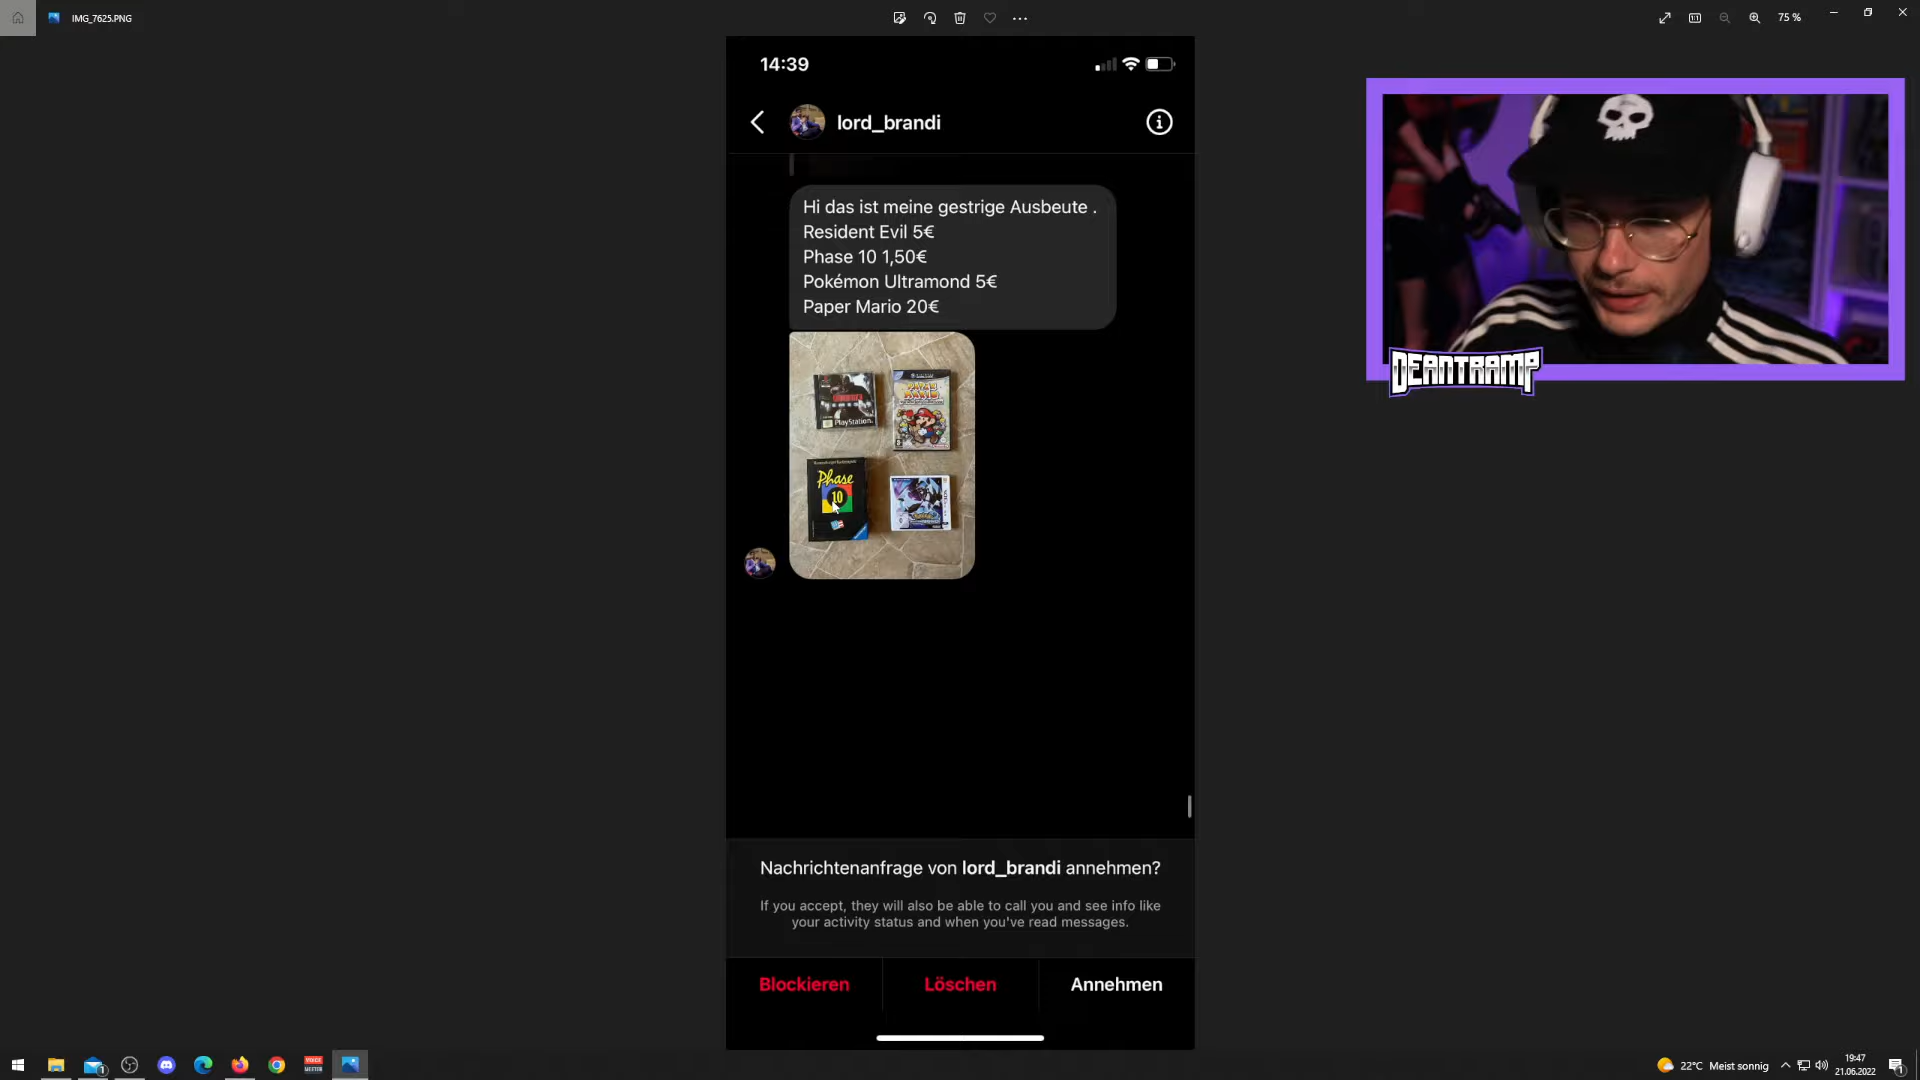 IMG_7625.PNG
75 %
14:39
lord_brandi
Hi das ist meine gestrige Ausbeute .
Resident Evil 5€
Phase 10 1,50€
Pokémon Ultramond 5€
Paper Mario 20€
PlayStation
PAPER MARIO
Phase
10
DEANTRAMP
Nachrichtenanfrage von lord_brandi annehmen?
If you accept, they will also be able to call you and see info like
your activity status and when you've read messages.
Blockieren
Löschen
Annehmen
VOICE
22°C Meist sonnig
19:47
21.06.2022